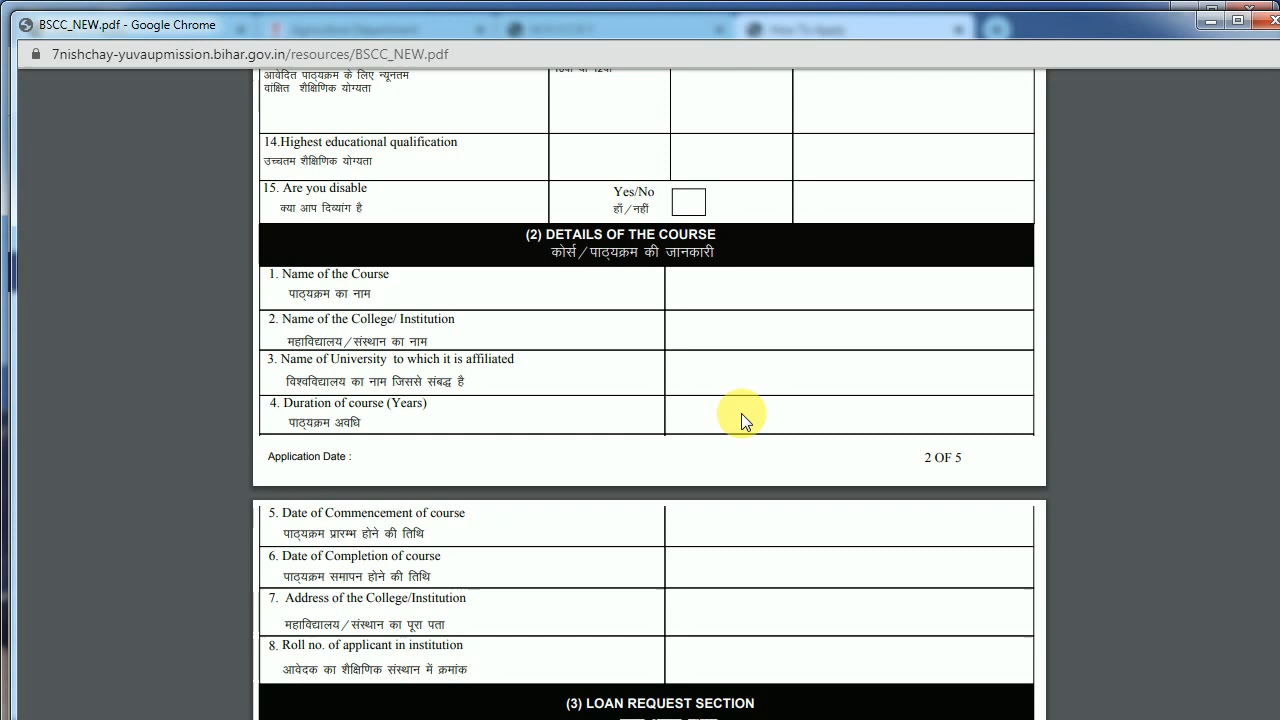 BSCC_NEW.pdf - Google Chrome
7nishchay-yuvaupmission.bihar.gov.in/resources/BSCC_NEW.pdf
आवेदित पाठ्यक्रम के लिए न्यूनतम
वांक्षित शैक्षिणिक योग्यता
14.Highest educational qualification
उच्चतम शैक्षिणिक योग्यता
15. Are you disable
Yes/No
क्या आप दिव्यांग है
हाँ/नहीं
(2) DETAILS OF THE COURSE
कोर्स/पाठ्यक्रम की जानकारी
1. Name of the Course
पाठ्यक्रम का नाम
2. Name of the College/ Institution
महाविद्यालय/संस्थान का नाम
3. Name of University to which it is affiliated
विश्वविद्यालय का नाम जिससे संबद्ध है
4. Duration of course (Years)
पाठ्यक्रम अवधि
Application Date :
2 OF 5
5. Date of Commencement of course
पाठ्यक्रम प्रारम्भ होने की तिथि
6. Date of Completion of course
पाठ्यक्रम समापन होने की तिथि
7. Address of the College/Institution
महाविद्यालय/संस्थान का पूरा पता
8. Roll no. of applicant in institution
आवेदक का शैक्षिणिक संस्थान में क्रमांक
(3) LOAN REQUEST SECTION